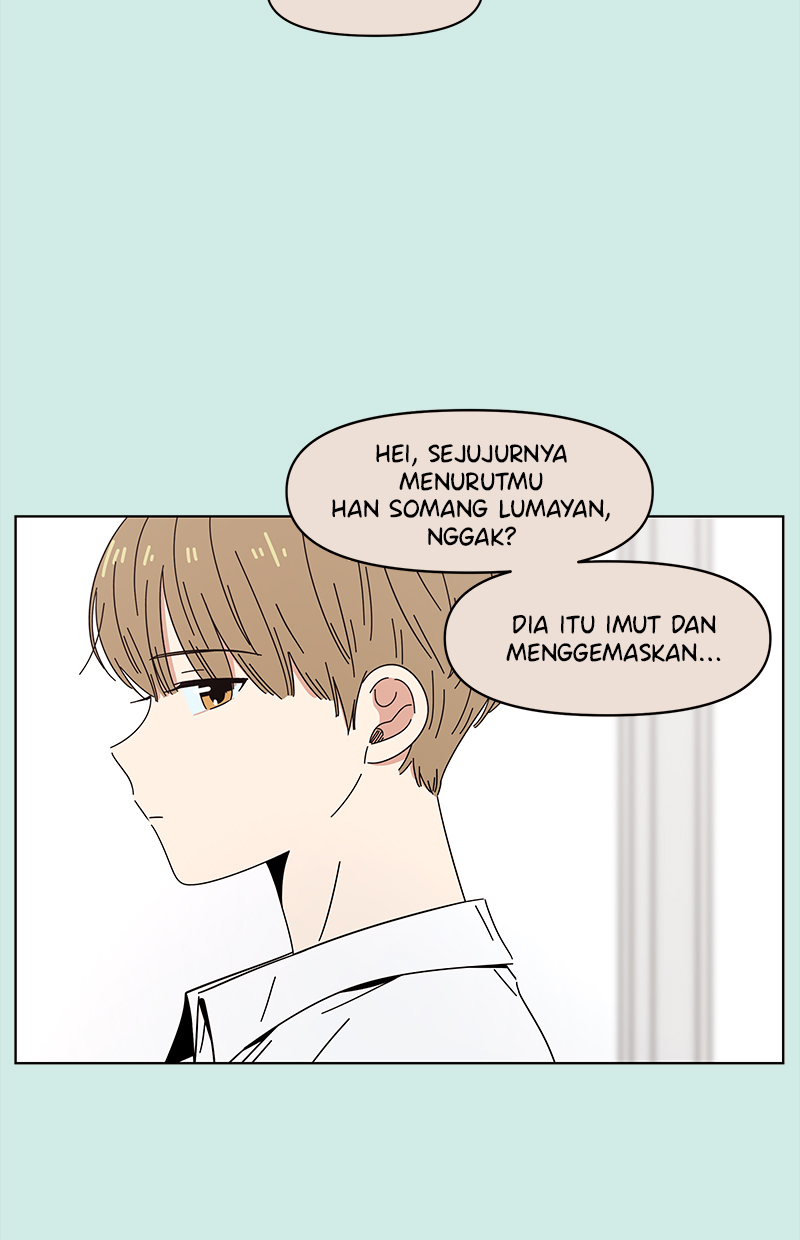 HEI, SEJUJURNYA
MENURUTMU
HAN SOMANG LUMAYAN,
NGGAK?
DIA ITU IMUT DAN
MENGGEMASKAN...